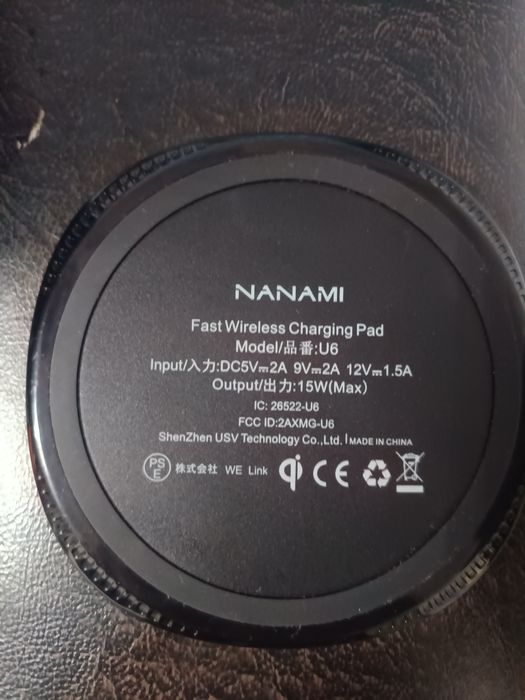 NANAMI
Fast Wireless Charging Pad
Model/品番:U6
Input/入力:DC5V⎓2A 9V⎓2A 12V⎓1.5A
Output/出力:15W(Max)
IC: 26522-U6
FCC ID:2AXMG-U6
ShenZhen USV Technology Co.,Ltd. | MADE IN CHINA
PSE 株式会社 WE Link qi CE